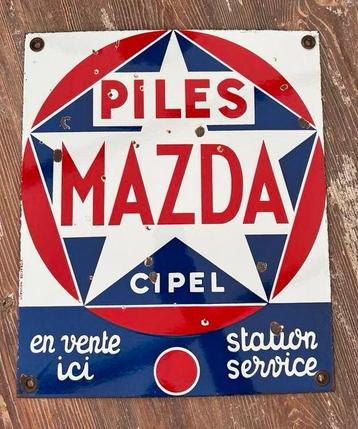 PILES
MAZDA
CIPEL
en vente
ici
station
service